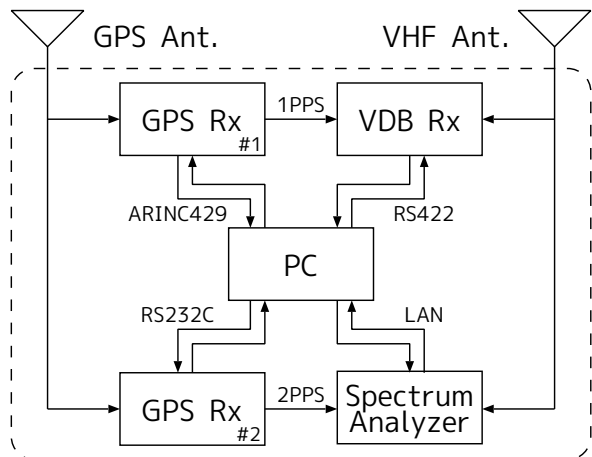 GPS Ant.
VHF Ant.
GPS Rx
#1
1PPS
VDB Rx
ARINC429
RS422
PC
RS232C
LAN
GPS Rx
#2
2PPS
Spectrum
Analyzer